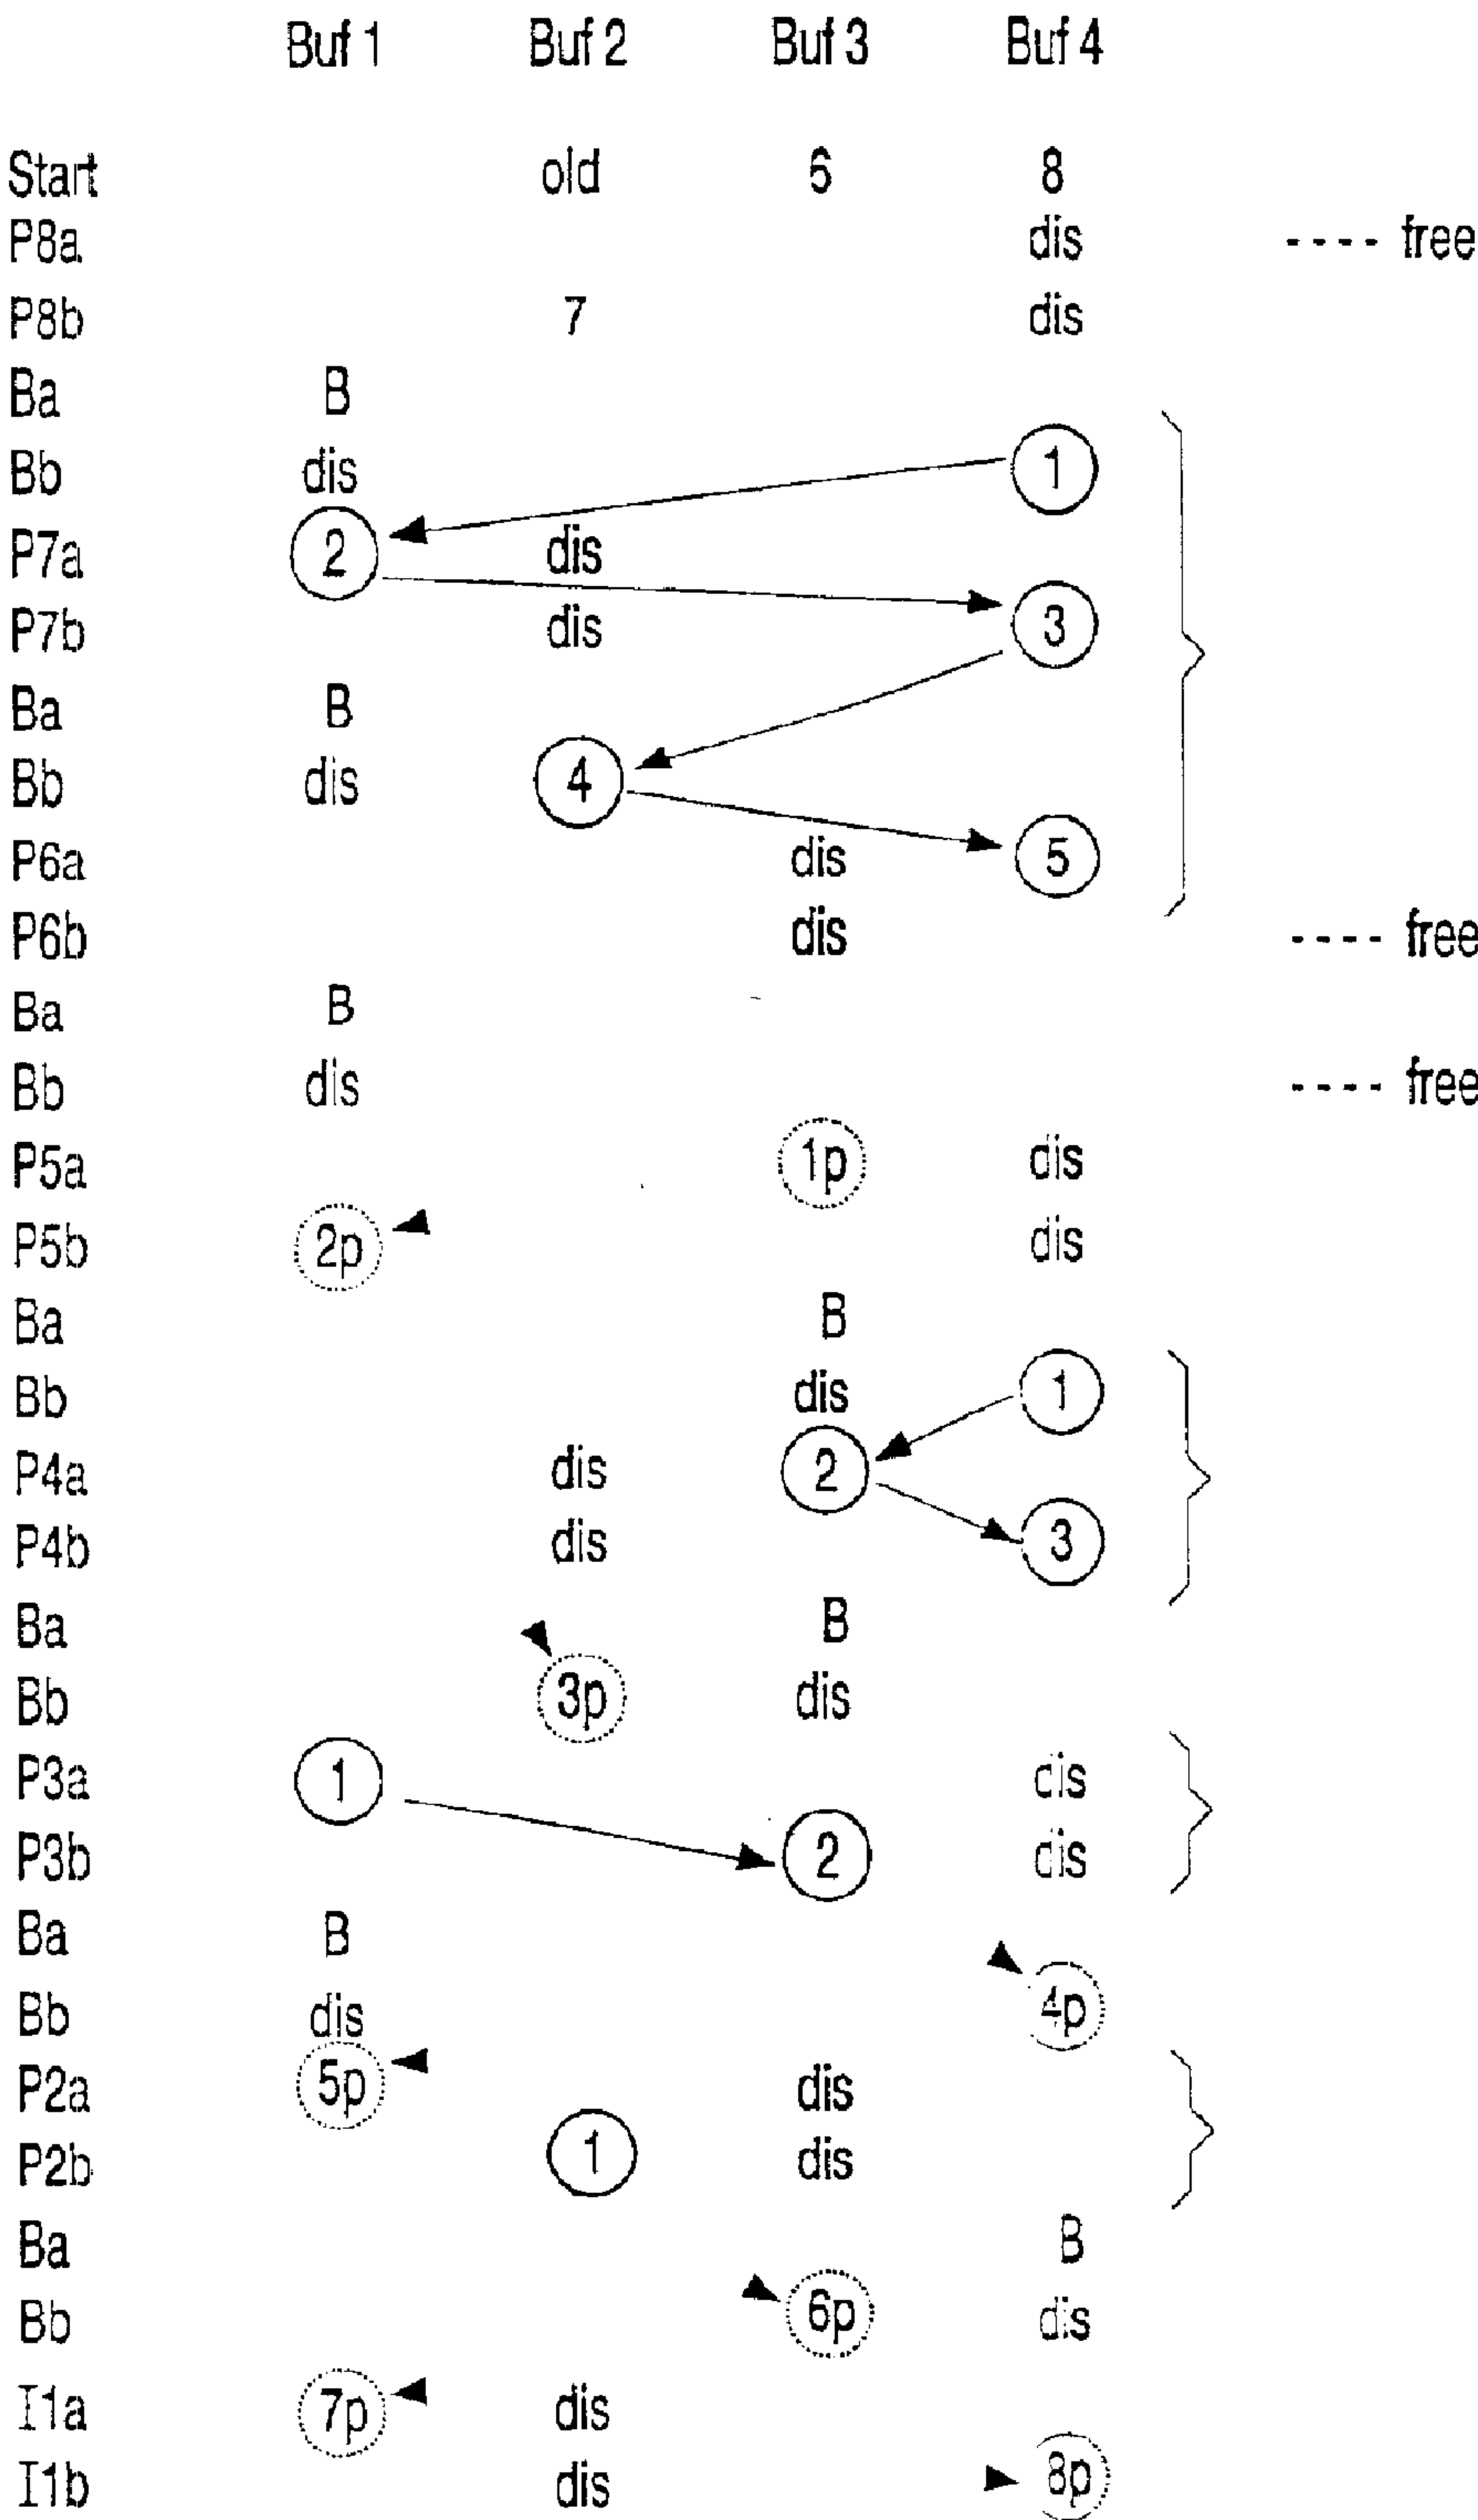 Buf 1 Buf 2 Buf 3 Buf 4
Start old 6 8
P8a dis ---- free
P8b 7 dis
Ba B
Bb dis 1
P7a 2 dis
P7b dis 3
Ba B
Bb dis 4
P6a dis 5
P6b dis ---- free
Ba B
Bb dis ---- free
P5a 1p dis
P5b 2p dis
Ba B
Bb dis 1
P4a dis 2
P4b dis 3
Ba B
Bb 3p dis
P3a 1 dis
P3b 2 dis
Ba B
Bb dis 4p
P2a 5p dis
P2b 1 dis
Ba B
Bb 6p dis
I1a 7p dis
I1b dis 8p